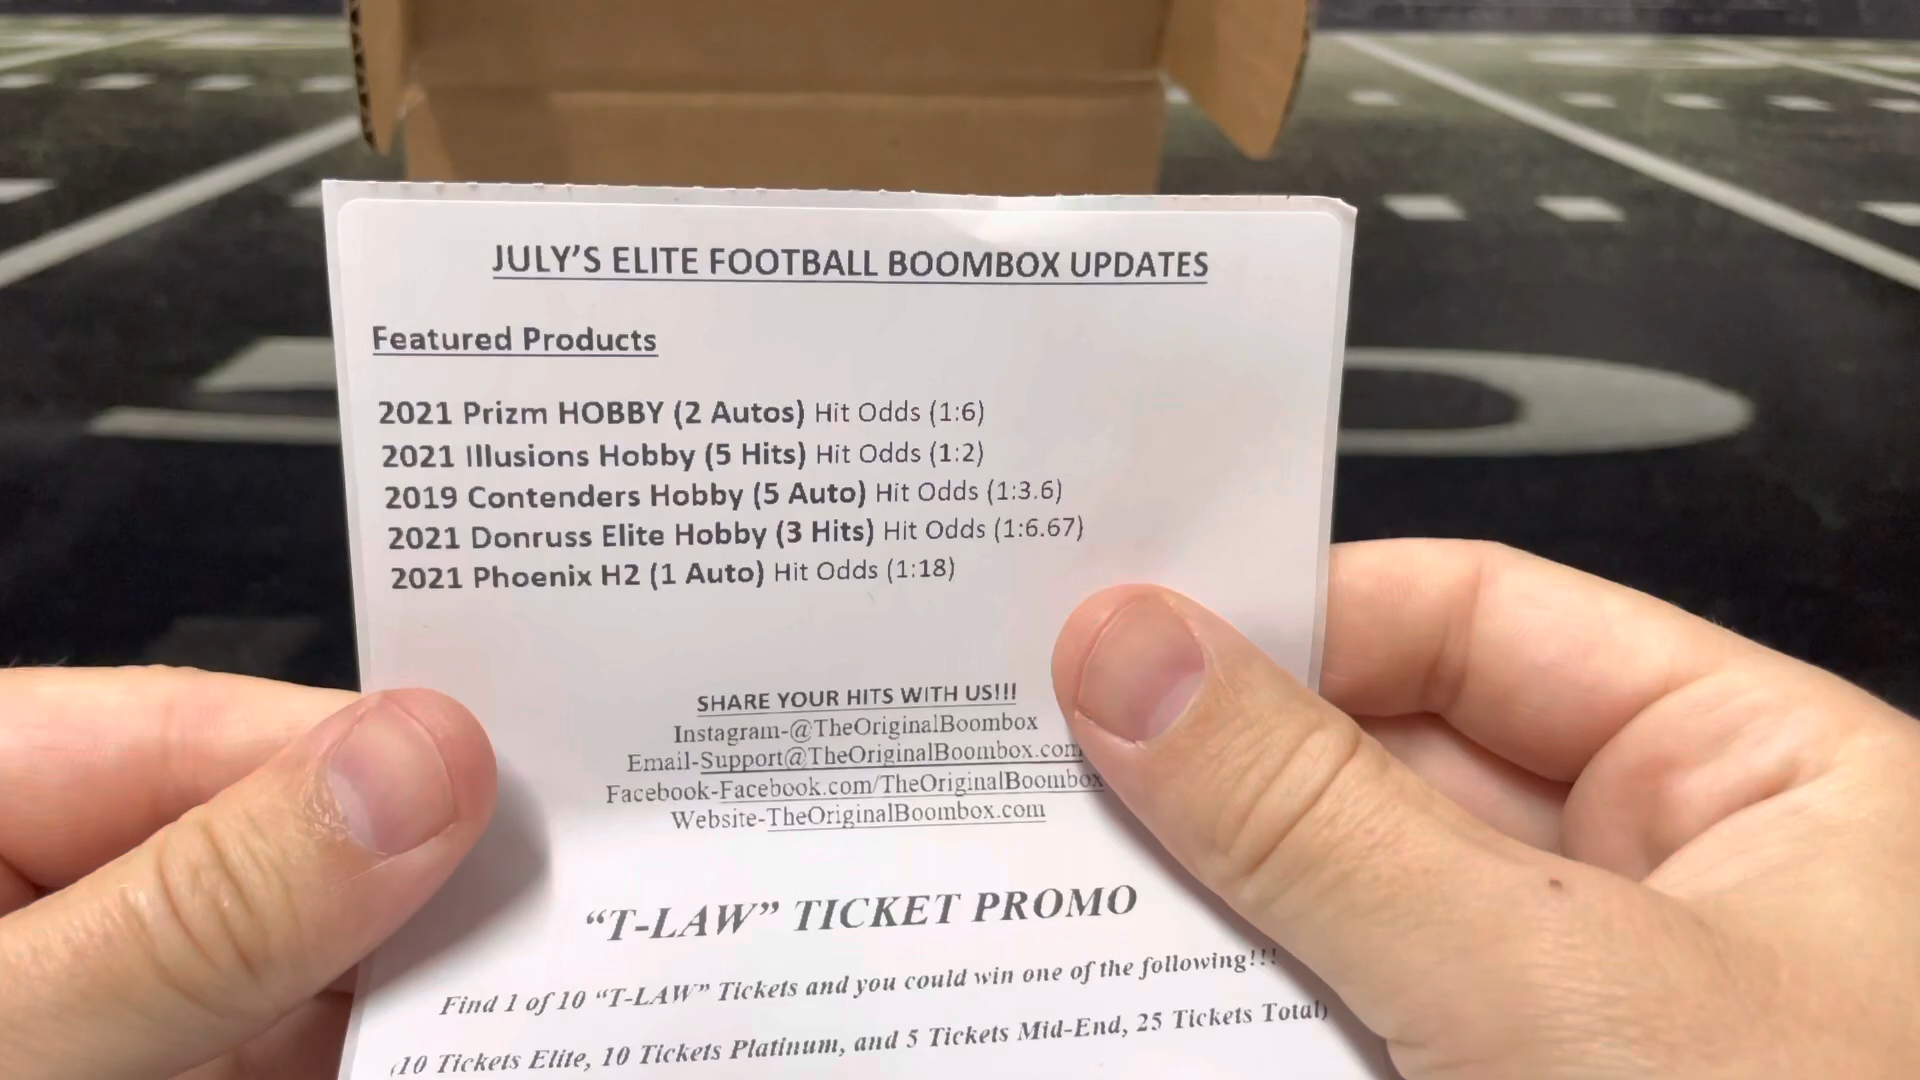 JULY'S ELITE FOOTBALL BOOMBOX UPDATES
Featured Products
2021 Prizm HOBBY (2 Autos) Hit Odds (1:6)
2021 Illusions Hobby (5 Hits) Hit Odds (1:2)
2019 Contenders Hobby (5 Auto) Hit Odds (1:3.6)
2021 Donruss Elite Hobby (3 Hits) Hit Odds (1:6.67)
2021 Phoenix H2 (1 Auto) Hit Odds (1:18)
SHARE YOUR HITS WITH US!!!
Instagram-@TheOriginalBoombox
Email-Support@TheOriginalBoombox.com
Facebook-Facebook.com/TheOriginalBoombox
Website-TheOriginalBoombox.com
“T-LAW” TICKET PROMO
Find 1 of 10 “T-LAW” Tickets and you could win one of the following!!!
(10 Tickets Elite, 10 Tickets Platinum, and 5 Tickets Mid-End, 25 Tickets Total)